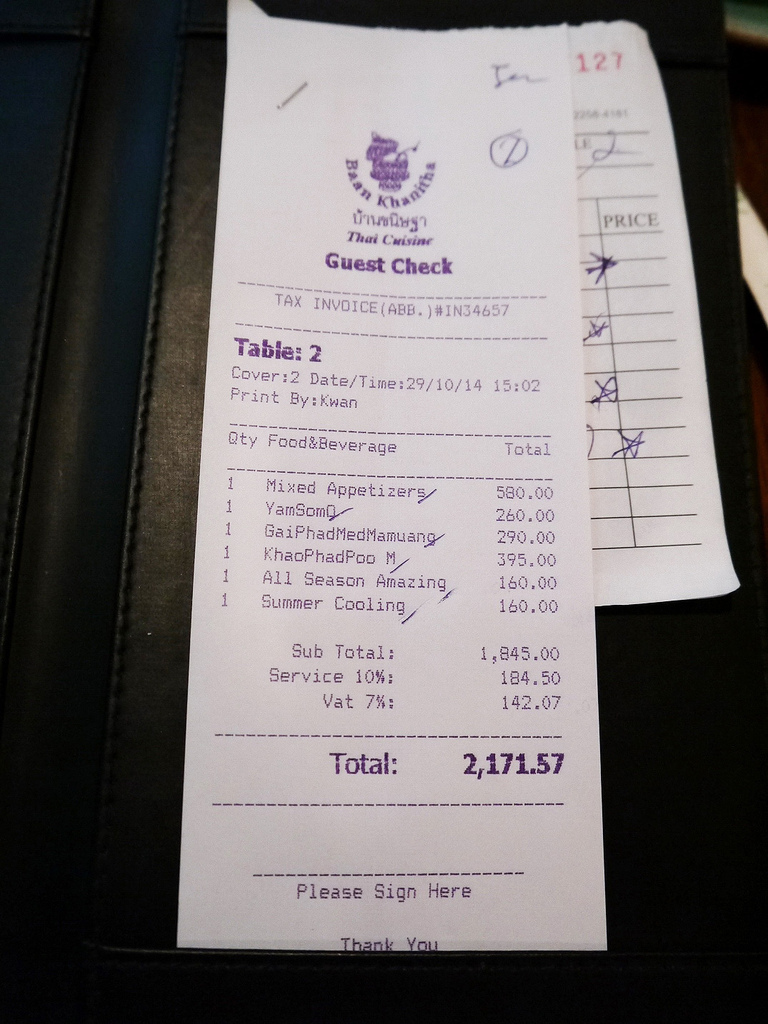 127
2258-4181
2
PRICE
Baan Khanitha
บ้านขนิษฐา
Thai Cuisine
Guest Check
TAX INVOICE(ABB.)#IN34657
Table: 2
Cover:2 Date/Time:29/10/14 15:02
Print By:Kwan
Qty Food&Beverage Total
1 Mixed Appetizers 580.00
1 YamSomO 260.00
1 GaiPhadMedMamuang 290.00
1 KhaoPhadPoo M 395.00
1 All Season Amazing 160.00
1 Summer Cooling 160.00
Sub Total: 1,845.00
Service 10%: 184.50
Vat 7%: 142.07
Total: 2,171.57
Please Sign Here
Thank You